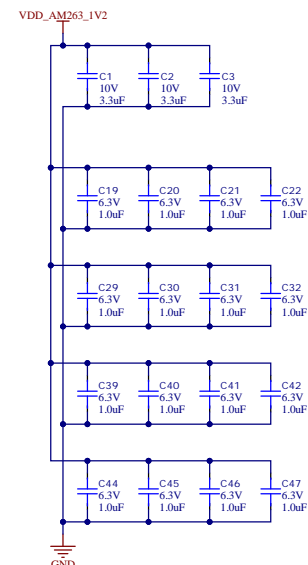 VDD_AM263_1V2
C1 C2 C3
10V 10V 10V
3.3uF 3.3uF 3.3uF
C19 C20 C21 C22
6.3V 6.3V 6.3V 6.3V
1.0uF 1.0uF 1.0uF 1.0uF
C29 C30 C31 C32
6.3V 6.3V 6.3V 6.3V
1.0uF 1.0uF 1.0uF 1.0uF
C39 C40 C41 C42
6.3V 6.3V 6.3V 6.3V
1.0uF 1.0uF 1.0uF 1.0uF
C44 C45 C46 C47
6.3V 6.3V 6.3V 6.3V
1.0uF 1.0uF 1.0uF 1.0uF
GND